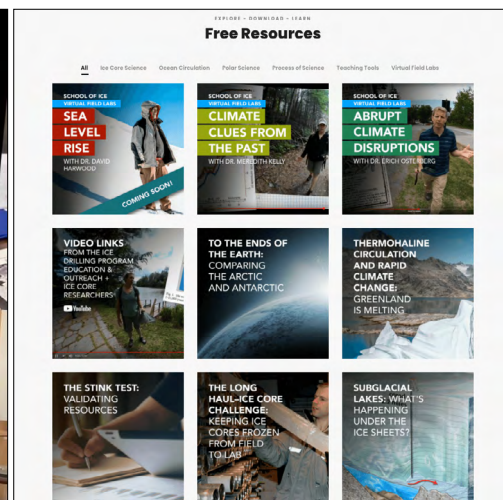 EXPLORE - DOWNLOAD - LEARN
Free Resources
All Ice Core Science Ocean Circulation Polar Science Process of Science Teaching Tools Virtual Field Labs
SCHOOL OF ICE
VIRTUAL FIELD LABS
SEA
LEVEL
RISE
WITH DR. DAVID
HARWOOD
COMING SOON!
SCHOOL OF ICE
VIRTUAL FIELD LABS
CLIMATE
CLUES FROM
THE PAST
WITH DR. MEREDITH KELLY
SCHOOL OF ICE
VIRTUAL FIELD LABS
ABRUPT
CLIMATE
DISRUPTIONS
WITH DR. ERICH OSTERBERG
VIDEO LINKS
FROM THE ICE
DRILLING PROGRAM
EDUCATION &
OUTREACH +
ICE CORE
RESEARCHERS
YouTube
TO THE ENDS OF
THE EARTH:
COMPARING
THE ARCTIC
AND ANTARCTIC
THERMOHALINE
CIRCULATION
AND RAPID
CLIMATE
CHANGE:
GREENLAND
IS MELTING
THE STINK TEST:
VALIDATING
RESOURCES
THE LONG
HAUL–ICE CORE
CHALLENGE:
KEEPING ICE
CORES FROZEN
FROM FIELD
TO LAB
SUBGLACIAL
LAKES: WHAT'S
HAPPENING
UNDER THE
ICE SHEETS?